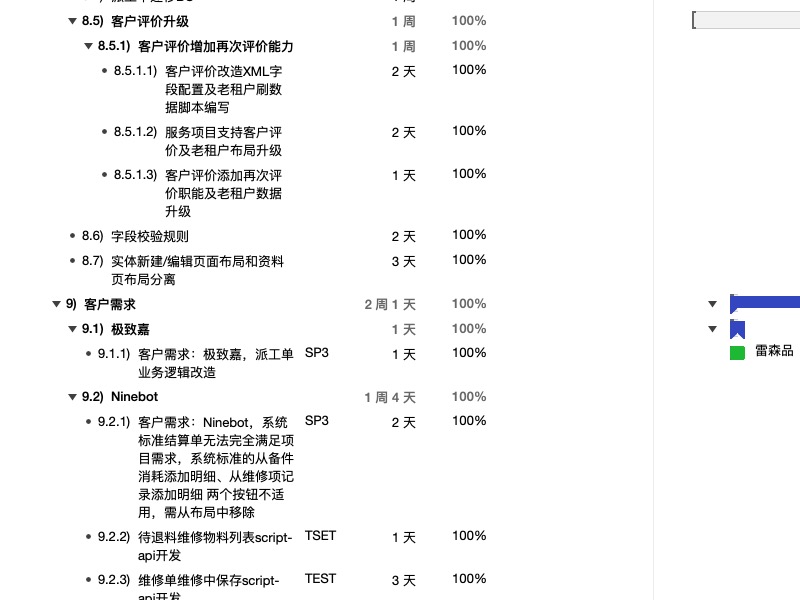 8.5) 客户评价升级 1 周 100%
8.5.1) 客户评价增加再次评价能力 1 周 100%
8.5.1.1) 客户评价改造XML字 2 天 100%
段配置及老租户刷数
据脚本编写
8.5.1.2) 服务项目支持客户评 2 天 100%
价及老租户布局升级
8.5.1.3) 客户评价添加再次评 1 天 100%
价职能及老租户数据
升级
8.6) 字段校验规则 2 天 100%
8.7) 实体新建/编辑页面布局和资料 3 天 100%
页布局分离
9) 客户需求 2 周 1 天 100%
9.1) 极致嘉 1 天 100%
9.1.1) 客户需求：极致嘉，派工单 SP3 1 天 100% 雷森品
业务逻辑改造
9.2) Ninebot 1 周 4 天 100%
9.2.1) 客户需求：Ninebot，系统 SP3 2 天 100%
标准结算单无法完全满足项
目需求，系统标准的从备件
消耗添加明细、从维修项记
录添加明细 两个按钮不适
用，需从布局中移除
9.2.2) 待退料维修物料列表script- TSET 1 天 100%
api开发
9.2.3) 维修单维修中保存script- TEST 3 天 100%
api开发